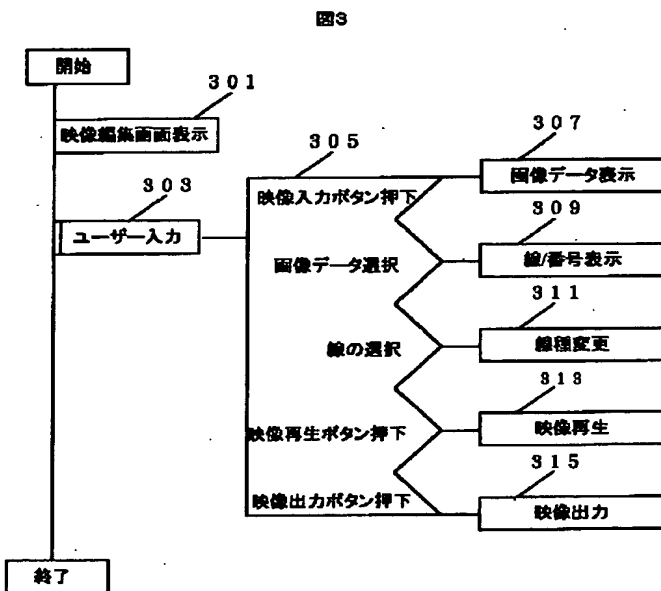 図3
開始
301
映像編集画面表示
303
ユーザー入力
305
映像入力ボタン押下
307
画像データ表示
画像データ選択
309
線/番号表示
線の選択
311
線種変更
映像再生ボタン押下
313
映像再生
映像出力ボタン押下
315
映像出力
終了